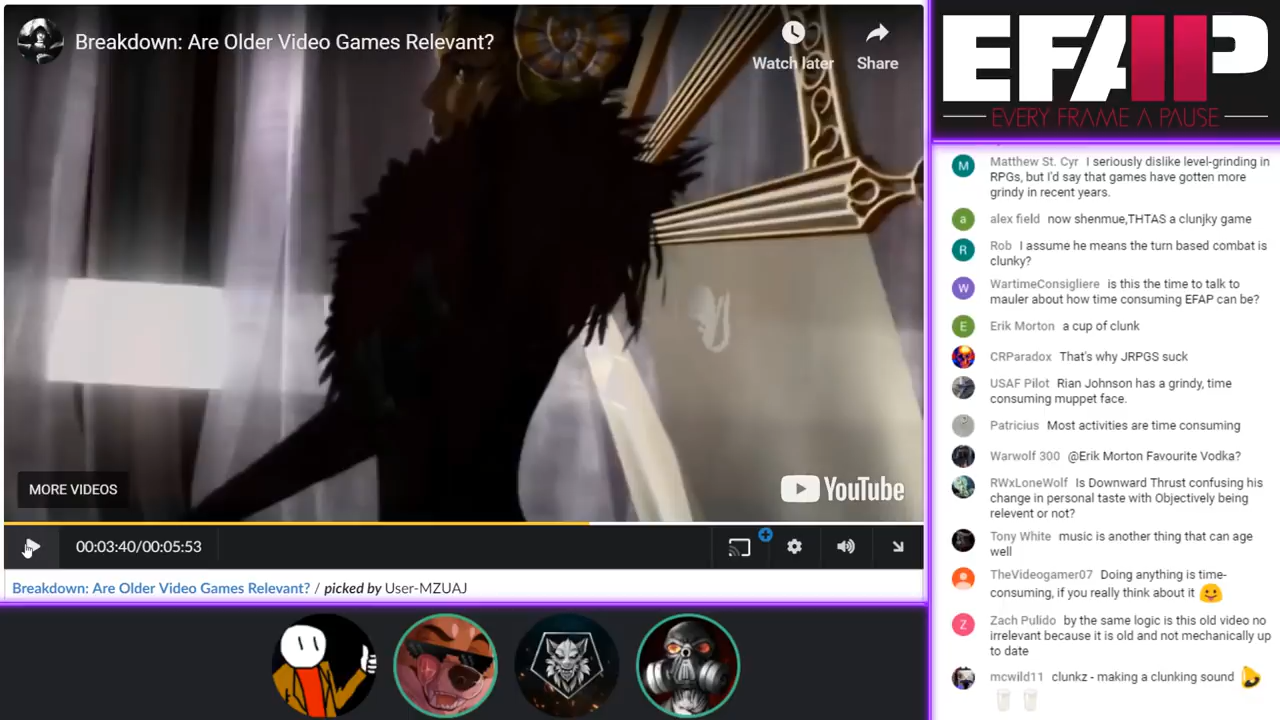 Breakdown: Are Older Video Games Relevant?
Watch later
Share
MORE VIDEOS
YouTube
00:03:40/00:05:53
Breakdown: Are Older Video Games Relevant? / picked by User-MZUAJ
EFAP
EVERY FRAME A PAUSE
M
Matthew St. Cyr I seriously dislike level-grinding in
RPGs, but I'd say that games have gotten more
grindy in recent years.
a
alex field now shenmue,THTAS a clunjky game
R
Rob I assume he means the turn based combat is
clunky?
W
WartimeConsigliere is this the time to talk to
mauler about how time consuming EFAP can be?
E
Erik Morton a cup of clunk
CRParadox That's why JRPGS suck
USAF Pilot Rian Johnson has a grindy, time
consuming muppet face.
Patricius Most activities are time consuming
Warwolf 300 @Erik Morton Favourite Vodka?
RWxLoneWolf Is Downward Thrust confusing his
change in personal taste with Objectively being
relevent or not?
Tony White music is another thing that can age
well
TheVideogamer07 Doing anything is time-
consuming, if you really think about it
Z
Zach Pulido by the same logic is this old video no
irrelevant because it is old and not mechanically up
to date
mcwild11 clunkz - making a clunking sound